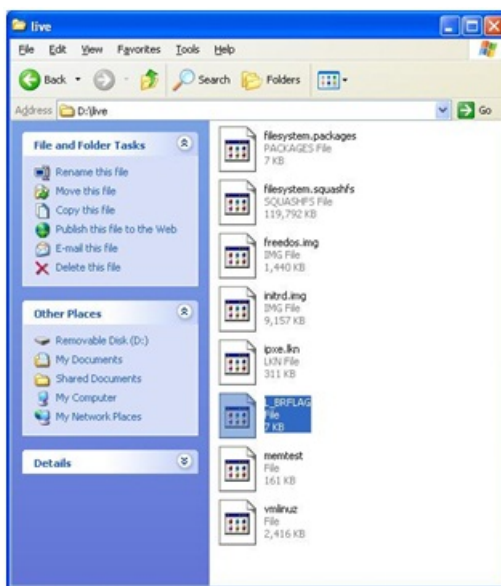 live
File Edit View Favorites Tools Help
Back Search Folders
Address D:\live Go
File and Folder Tasks
Rename this file
Move this file
Copy this file
Publish this file to the Web
E-mail this file
Delete this file
Other Places
Removable Disk (D:)
My Documents
Shared Documents
My Computer
My Network Places
Details
filesystem.packages
PACKAGES File
7 KB
filesystem.squashfs
SQUASHFS File
119,792 KB
freedos.img
IMG File
1,440 KB
initrd.img
IMG File
9,157 KB
ipxe.lkn
LKN File
311 KB
L_BRFLAG
File
7 KB
memtest
File
161 KB
vmlinuz
File
2,416 KB